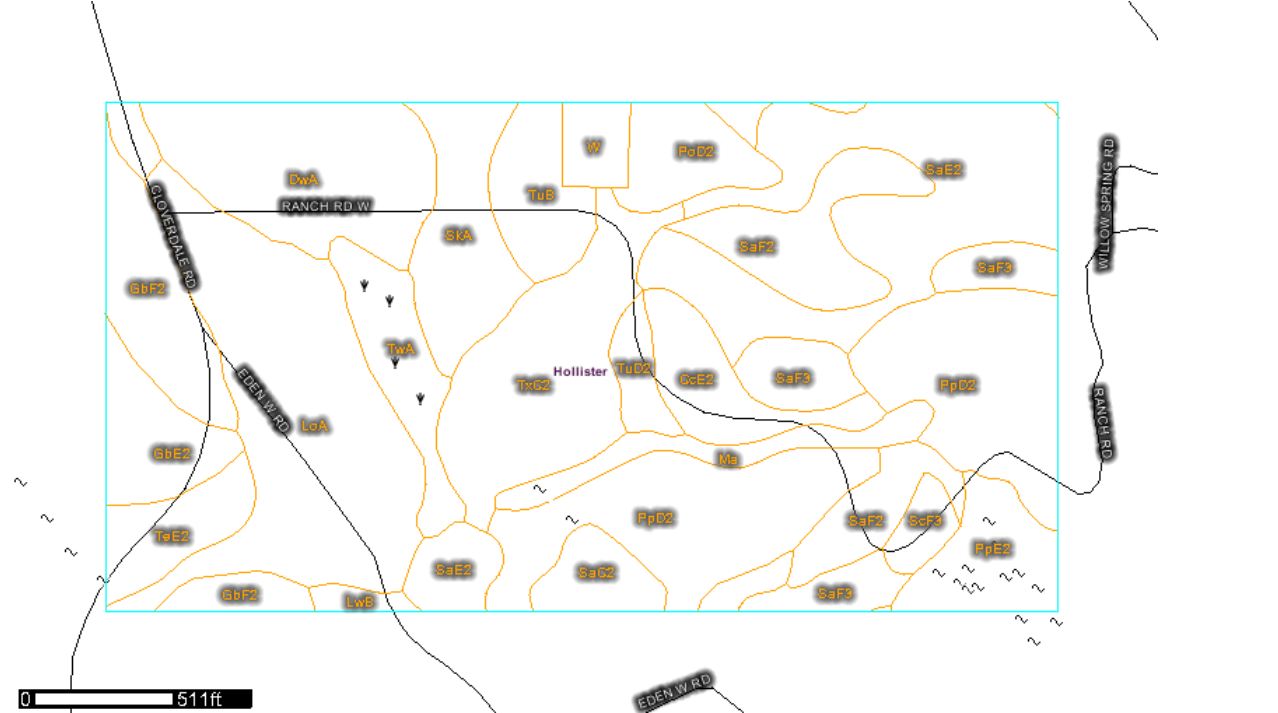 W
PoD2
DwA
SaE2
TuB
RANCH RD W
WILLOW SPRING RD
CLOVERDALE RD
SkA
SaF2
SaF3
GbF2
TwA
Hollister
TuD2
CcE2
SaF3
TxG2
PpD2
EDEN W RD
LoA
RANCH RD
GbE2
Ma
PpD2
SaF2
ScF3
TeE2
PpE2
SaE2
SaG2
GbF2
LwB
SaF3
EDEN W RD
0 511ft